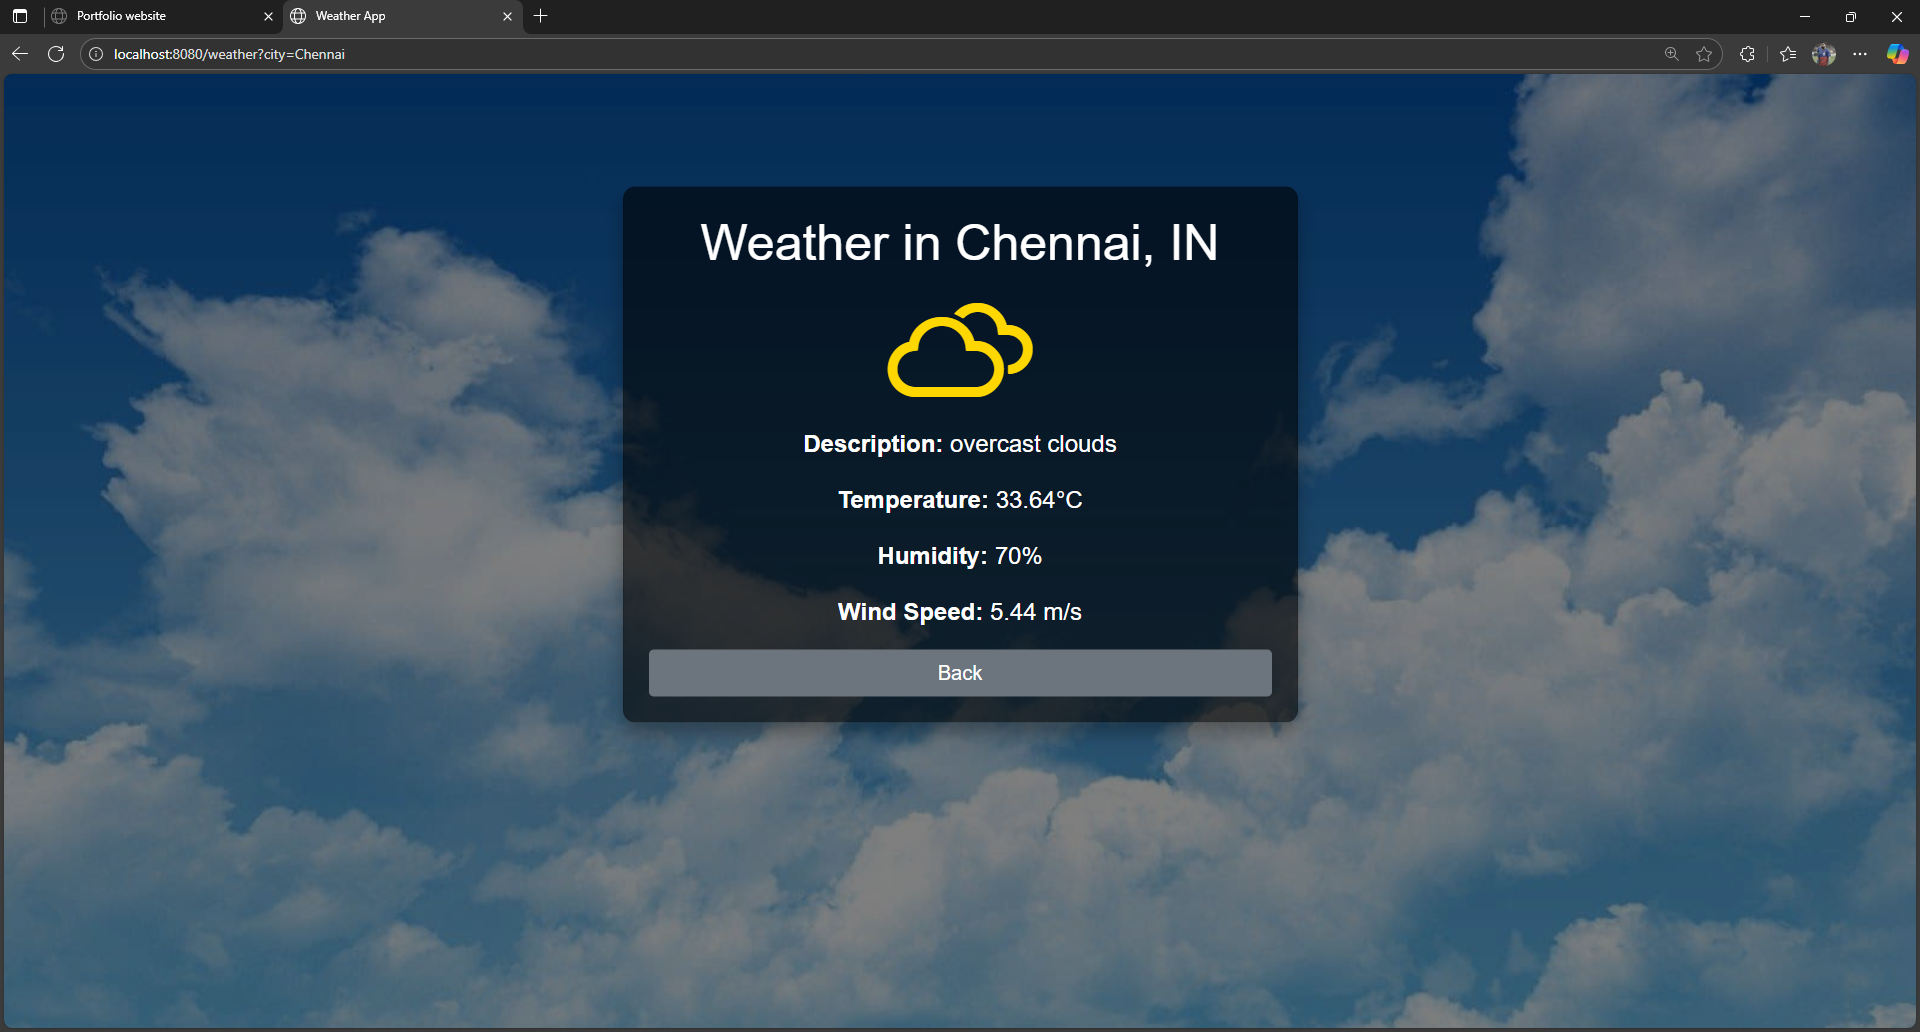 Portfolio website
Weather App
localhost:8080/weather?city=Chennai
Weather in Chennai, IN
Description: overcast clouds
Temperature: 33.64°C
Humidity: 70%
Wind Speed: 5.44 m/s
Back